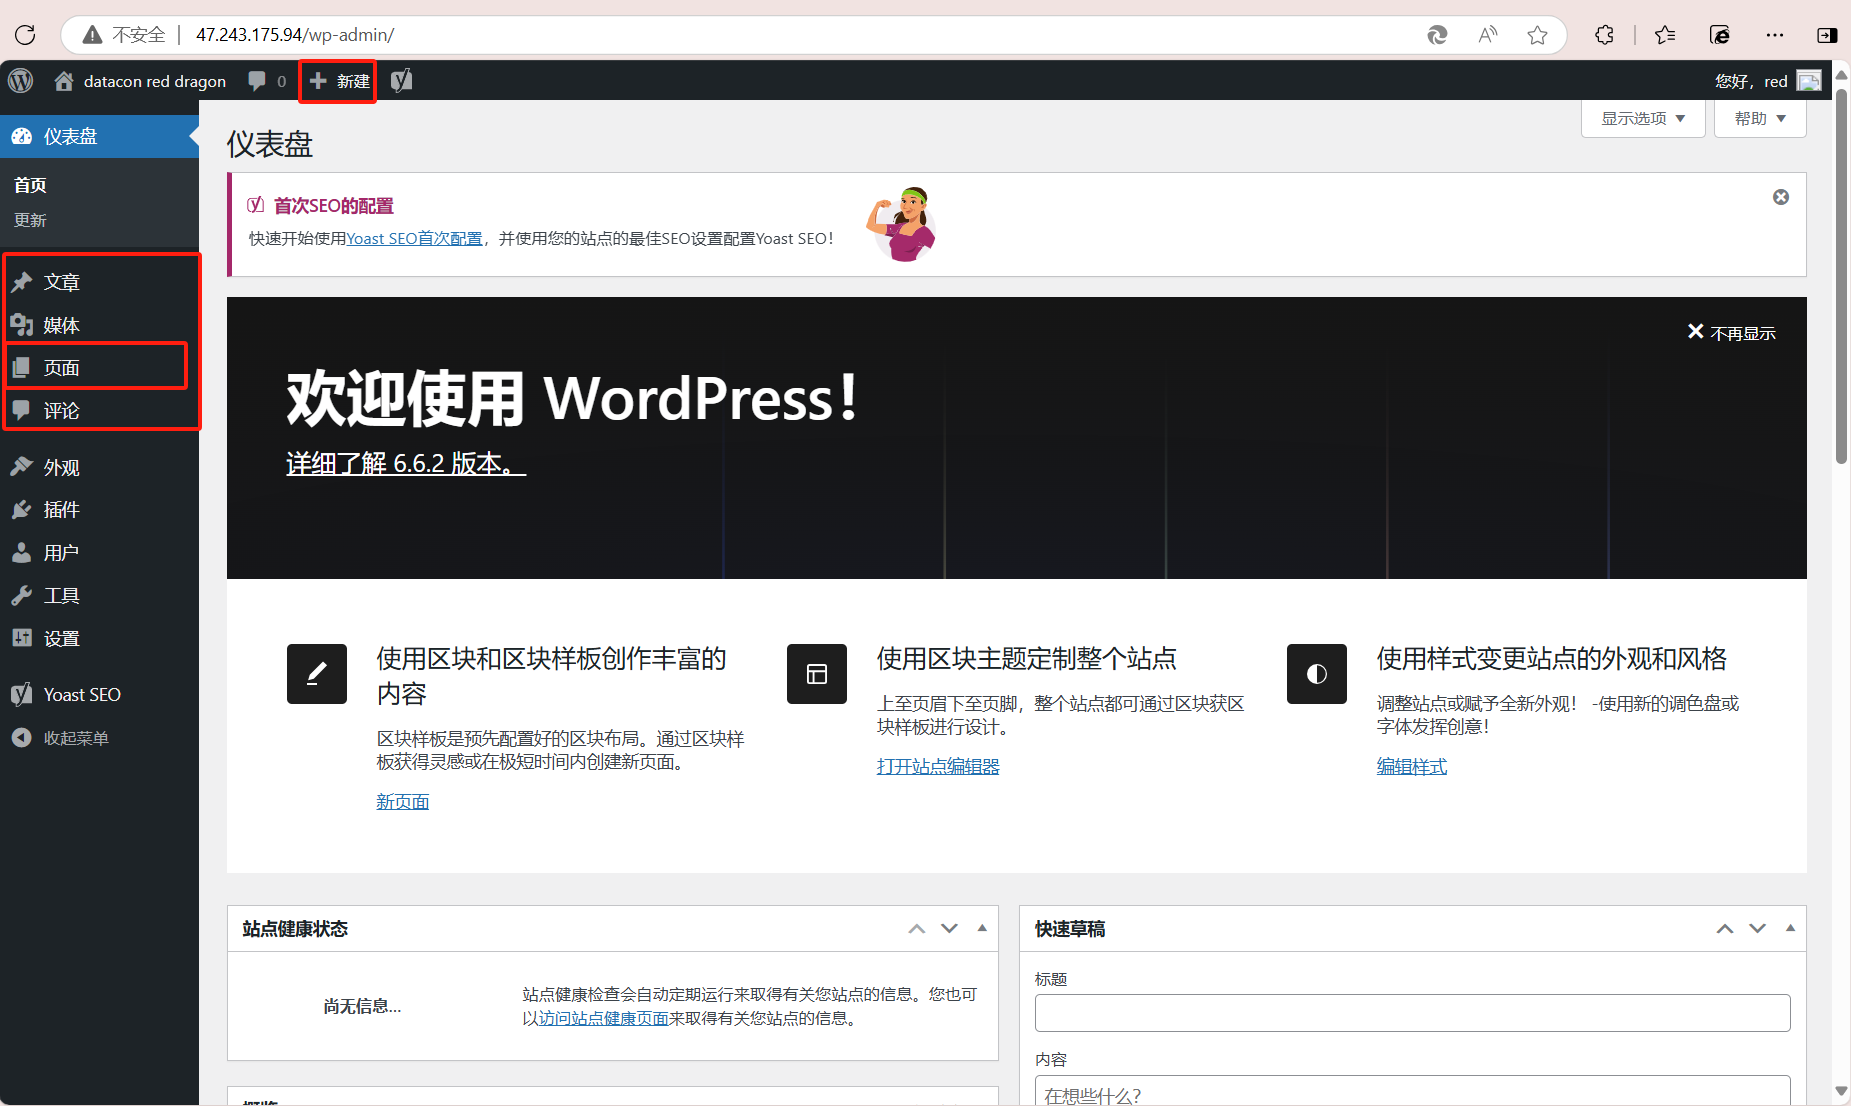 不安全 47.243.175.94/wp-admin/
datacon red dragon 0 新建 您好，red
仪表盘
首页
更新
文章
媒体
页面
评论
外观
插件
用户
工具
设置
Yoast SEO
收起菜单
显示选项 帮助
仪表盘
首次SEO的配置
快速开始使用Yoast SEO首次配置，并使用您的站点的最佳SEO设置配置Yoast SEO！
不再显示
欢迎使用 WordPress！
详细了解 6.6.2 版本。
使用区块和区块样板创作丰富的
内容
区块样板是预先配置好的区块布局。通过区块样
板获得灵感或在极短时间内创建新页面。
新页面
使用区块主题定制整个站点
上至页眉下至页脚，整个站点都可通过区块获区
块样板进行设计。
打开站点编辑器
使用样式变更站点的外观和风格
调整站点或赋予全新外观！ -使用新的调色盘或
字体发挥创意！
编辑样式
站点健康状态
尚无信息...
站点健康检查会自动定期运行来取得有关您站点的信息。您也可
以访问站点健康页面来取得有关您站点的信息。
快速草稿
标题
内容
在想些什么？